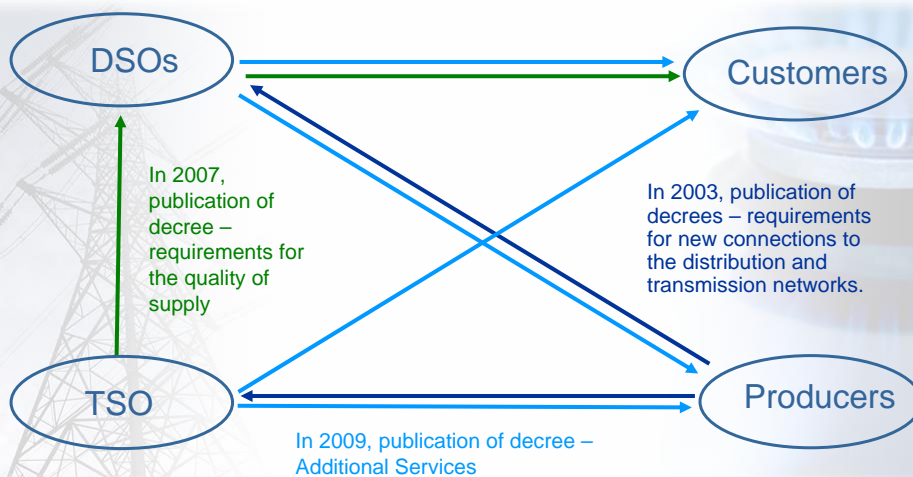 DSOs
Customers
In 2007,
publication of
decree –
requirements for
the quality of
supply
In 2003, publication of
decrees – requirements
for new connections to
the distribution and
transmission networks.
TSO
Producers
In 2009, publication of decree –
Additional Services